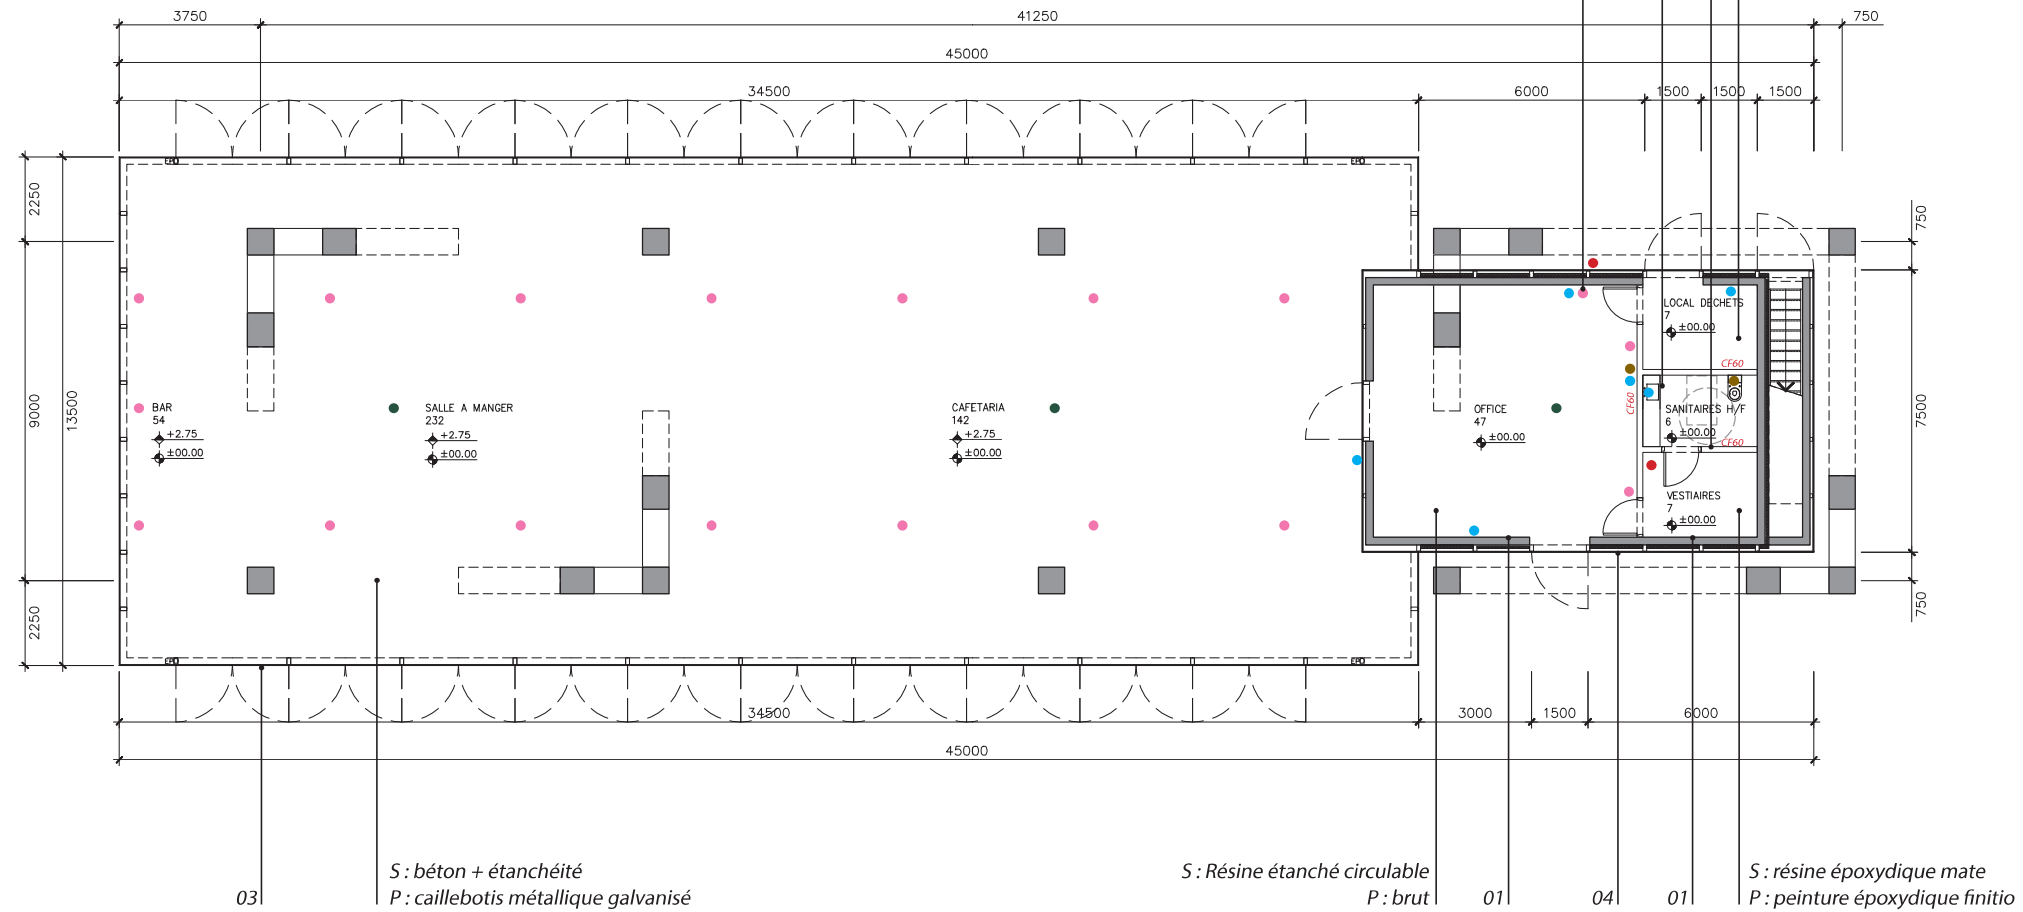 3750
41250
750
45000
34500
6000
1500
1500
1500
EP
EP
2250
9000
2250
13500
750
7500
750
LOCAL DECHETS
7
±00.00
CF60
BAR
54
+2.75
±00.00
SALLE A MANGER
232
+2.75
±00.00
CAFETARIA
142
+2.75
±00.00
OFFICE
47
±00.00
CF60
SANITAIRES H/F
6
±00.00
CF60
VESTIAIRES
7
±00.00
EP
EP
34500
3000
1500
6000
45000
03
S : béton + étanchéité
P : caillebotis métallique galvanisé
S : Résine étanché circulable
P : brut
01
04
01
S : résine époxydique mate
P : peinture époxydique finitio